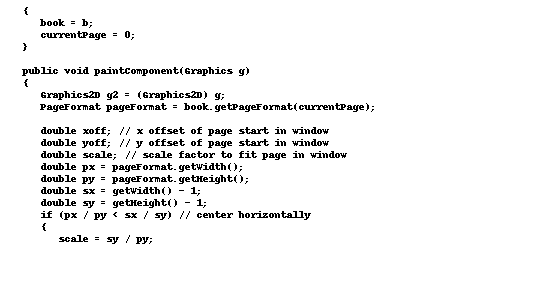 {
book = b;
currentPage = 0;
}
public void paintComponent(Graphics g)
{
Graphics2D g2 = (Graphics2D) g;
PageFormat pageFormat = book.getPageFormat(currentPage);
double xoff; // x offset of page start in window
double yoff; // y offset of page start in window
double scale; // scale factor to fit page in window
double px = pageFormat.getWidth();
double py = pageFormat.getHeight();
double sx = getWidth() - 1;
double sy = getHeight() - 1;
if (px / py < sx / sy) // center horizontally
{
scale = sy / py;